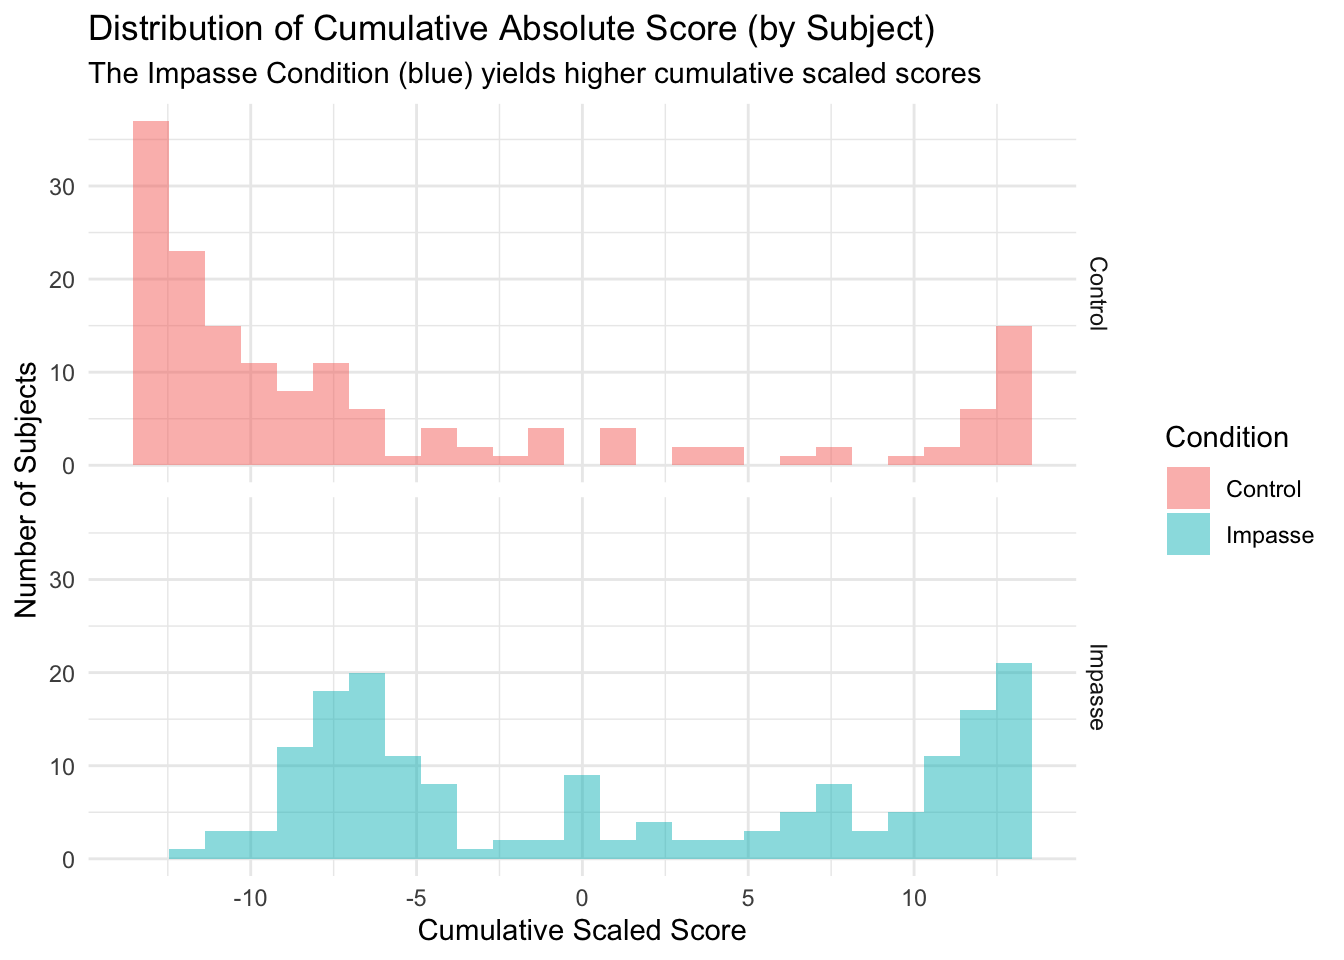 Distribution of Cumulative Absolute Score (by Subject)
The Impasse Condition (blue) yields higher cumulative scaled scores
Number of Subjects
30
20
10
0
Control
30
20
10
0
Impasse
-10
-5
0
5
10
Cumulative Scaled Score
Condition
Control
Impasse